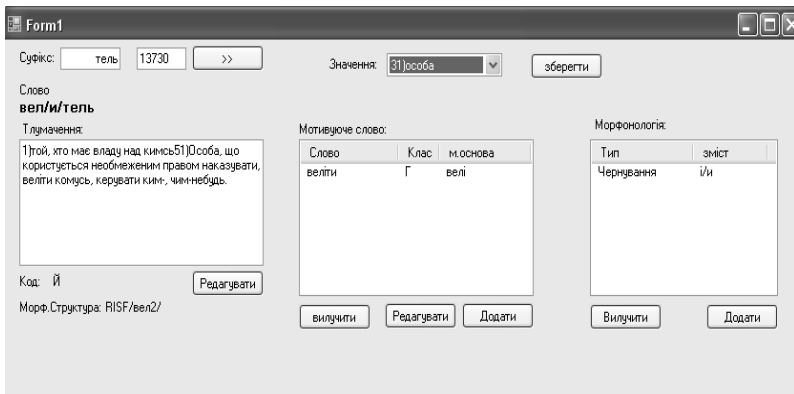 Form1
Суфікс: тель 13730 >> Значення: 31)особа зберегти
Слово
вел/и/тель
Тлумачення:
1)той, хто має владу над кимсь51)Особа, що
користується необмеженим правом наказувати,
веліти комусь, керувати ким-, чим-небудь.
Код: Й
Редагувати
Морф.Структура: RISF/вел2/
Мотивуюче слово:
Слово Клас м.основа
веліти Г велі
вилучити Редагувати Додати
Морфонологія:
Тип зміст
Чернування і/и
Вилучити Додати